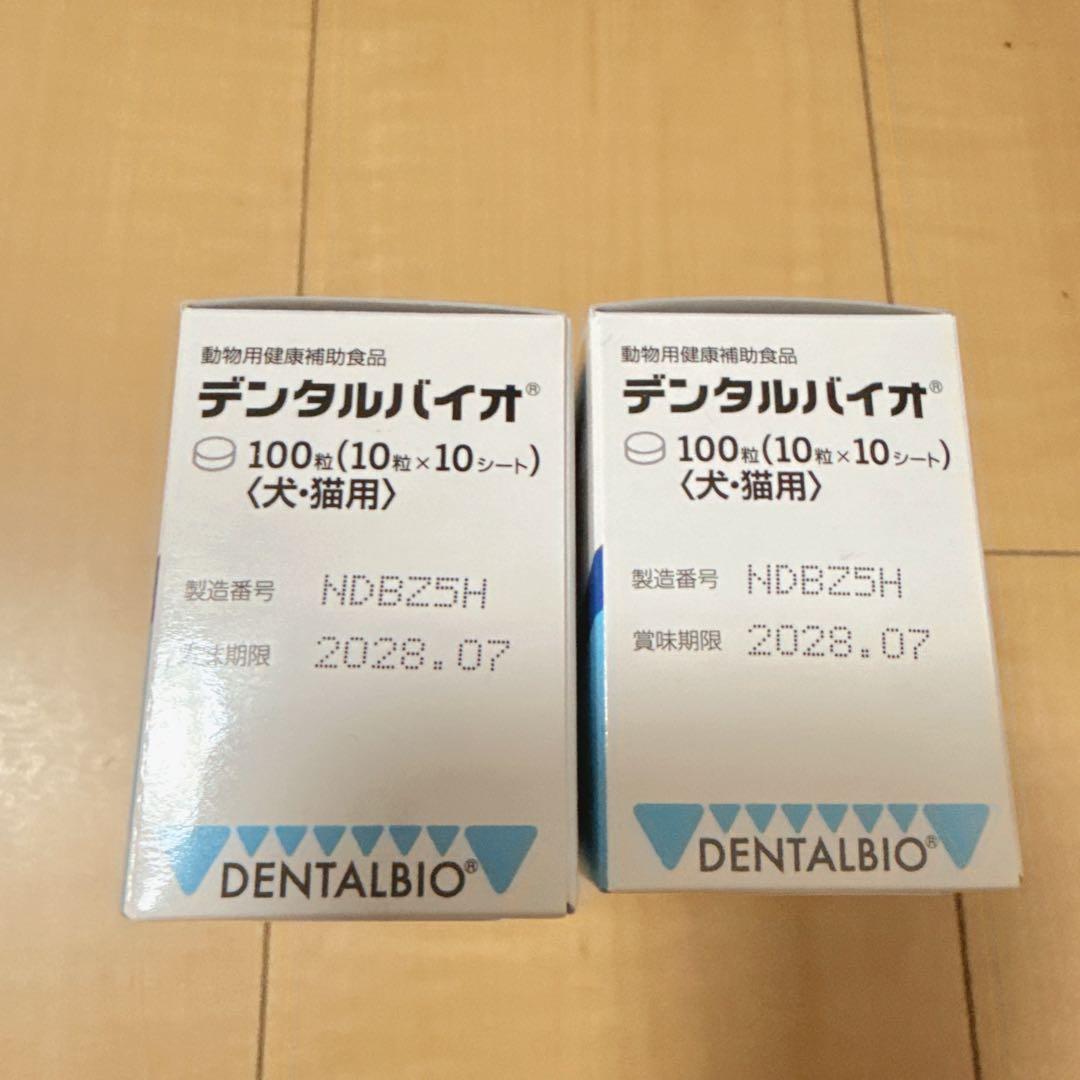 動物用健康補助食品
デンタルバイオ®
100粒(10粒×10シート)
〈犬・猫用〉
製造番号 NDBZ5H
賞味期限 2028.07
DENTALBIO®
動物用健康補助食品
デンタルバイオ®
100粒(10粒×10シート)
〈犬・猫用〉
製造番号 NDBZ5H
賞味期限 2028.07
DENTALBIO®